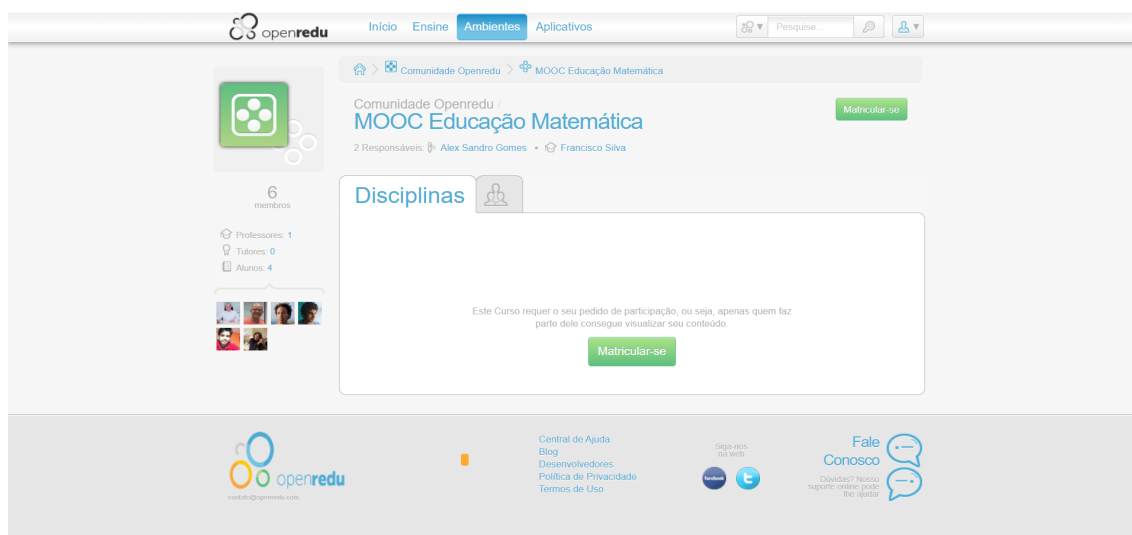 openredu
Início Ensine Ambientes Aplicativos
Pesquise...
Comunidade Openredu
MOOC Educação Matemática
Comunidade Openredu /
MOOC Educação Matemática
Matricular-se
2 Responsáveis: Alex Sandro Gomes • Francisco Silva
6
membros
Professores: 1
Tutores: 0
Alunos: 4
Disciplinas
Este Curso requer o seu pedido de participação, ou seja, apenas quem faz
parte dele consegue visualizar seu conteúdo.
Matricular-se
openredu
contato@openredu.com
Central de Ajuda
Blog
Desenvolvedores
Política de Privacidade
Termos de Uso
Siga-nos
na web
facebook
Fale
Conosco
Dúvidas? Nosso
suporte online pode
lhe ajudar